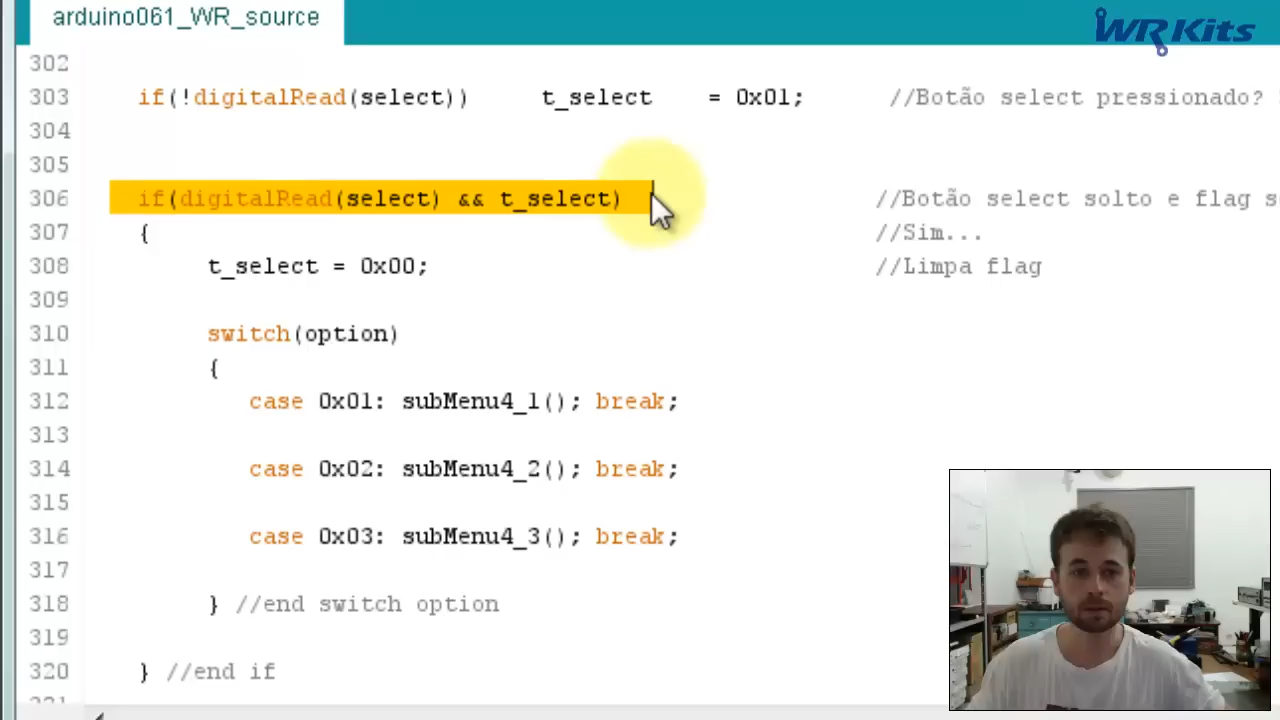 arduino061_WR_source
WR Kits
302
303 if(!digitalRead(select)) t_select = 0x01; //Botão select pressionado?
304
305
306 if(digitalRead(select) && t_select) //Botão select solto e flag
307 { //Sim...
308 t_select = 0x00; //Limpa flag
309
310 switch(option)
311 {
312 case 0x01: subMenu4_1(); break;
313
314 case 0x02: subMenu4_2(); break;
315
316 case 0x03: subMenu4_3(); break;
317
318 } //end switch option
319
320 } //end if